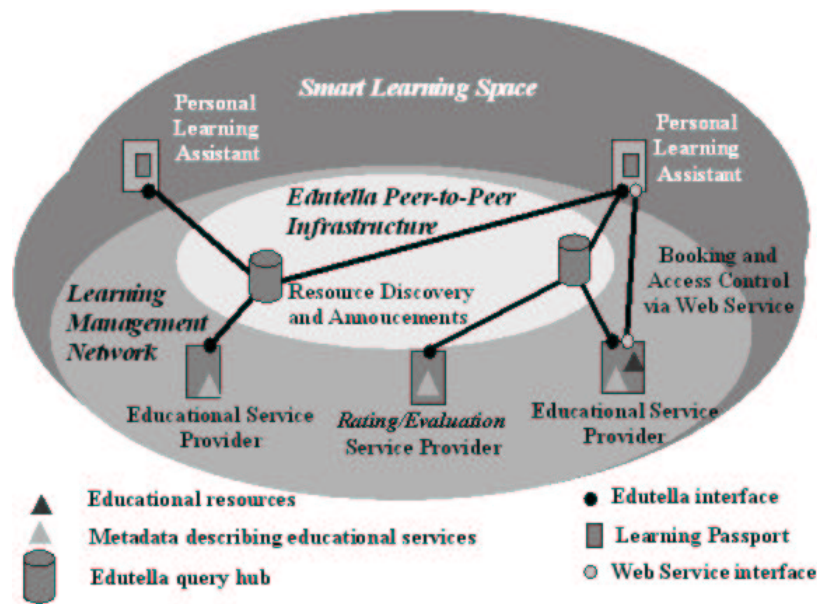 Smart Learning Space
Personal
Learning
Assistant
Personal
Learning
Assistant
Edutella Peer-to-Peer
Infrastructure
Booking and
Access Control
via Web Service
Learning
Management
Network
Resource Discovery
and Annoucements
Educational Service
Provider
Rating/Evaluation
Service Provider
Educational Service
Provider
Educational resources
Metadata describing educational services
Edutella query hub
Edutella interface
Learning Passport
Web Service interface